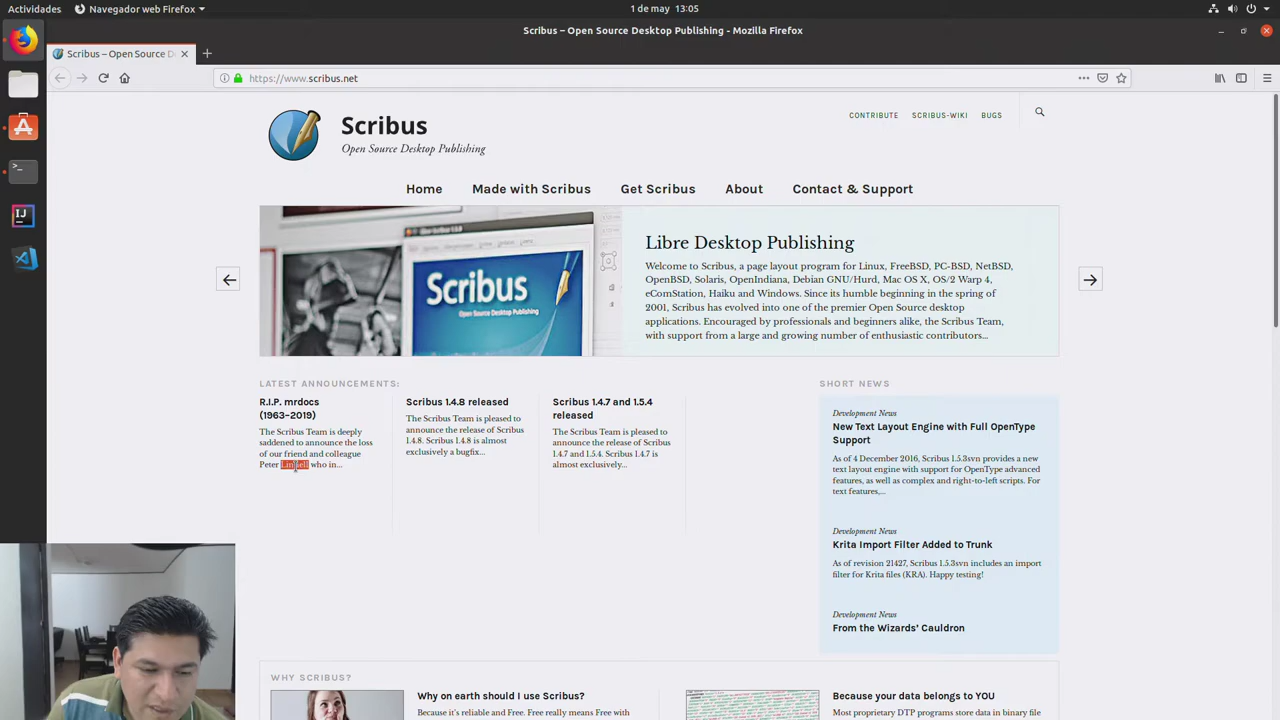 Actividades
Navegador web Firefox
1 de may 13:05
Scribus – Open Source Desktop Publishing - Mozilla Firefox
Scribus – Open Source D
https://www.scribus.net
Scribus
Open Source Desktop Publishing
CONTRIBUTE SCRIBUS-WIKI BUGS
Home Made with Scribus Get Scribus About Contact & Support
Scribus
Open Source Desktop Publishing
Libre Desktop Publishing
Welcome to Scribus, a page layout program for Linux, FreeBSD, PC-BSD, NetBSD,
OpenBSD, Solaris, OpenIndiana, Debian GNU/Hurd, Mac OS X, OS/2 Warp 4,
eComStation, Haiku and Windows. Since its humble beginning in the spring of
2001, Scribus has evolved into one of the premier Open Source desktop
applications. Encouraged by professionals and beginners alike, the Scribus Team,
with support from a large and growing number of enthusiastic contributors...
LATEST ANNOUNCEMENTS:
R.I.P. mrdocs
(1963–2019)
The Scribus Team is deeply
saddened to announce the loss
of our friend and colleague
Peter Linnell who in...
Scribus 1.4.8 released
The Scribus Team is pleased to
announce the release of Scribus
1.4.8. Scribus 1.4.8 is almost
exclusively a bugfix...
Scribus 1.4.7 and 1.5.4
released
The Scribus Team is pleased to
announce the release of Scribus
1.4.7 and 1.5.4. Scribus 1.4.7 is
almost exclusively...
SHORT NEWS
Development News
New Text Layout Engine with Full OpenType
Support
As of 4 December 2016, Scribus 1.5.3svn provides a new
text layout engine with support for OpenType advanced
features, as well as complex and right-to-left scripts. For
text features,...
Development News
Krita Import Filter Added to Trunk
As of revision 21427, Scribus 1.5.3svn includes an import
filter for Krita files (KRA). Happy testing!
Development News
From the Wizards' Cauldron
WHY SCRIBUS?
Why on earth should I use Scribus?
Because it's reliable and free. Free really means Free with
Because your data belongs to YOU
Most proprietary DTP programs store data in binary file